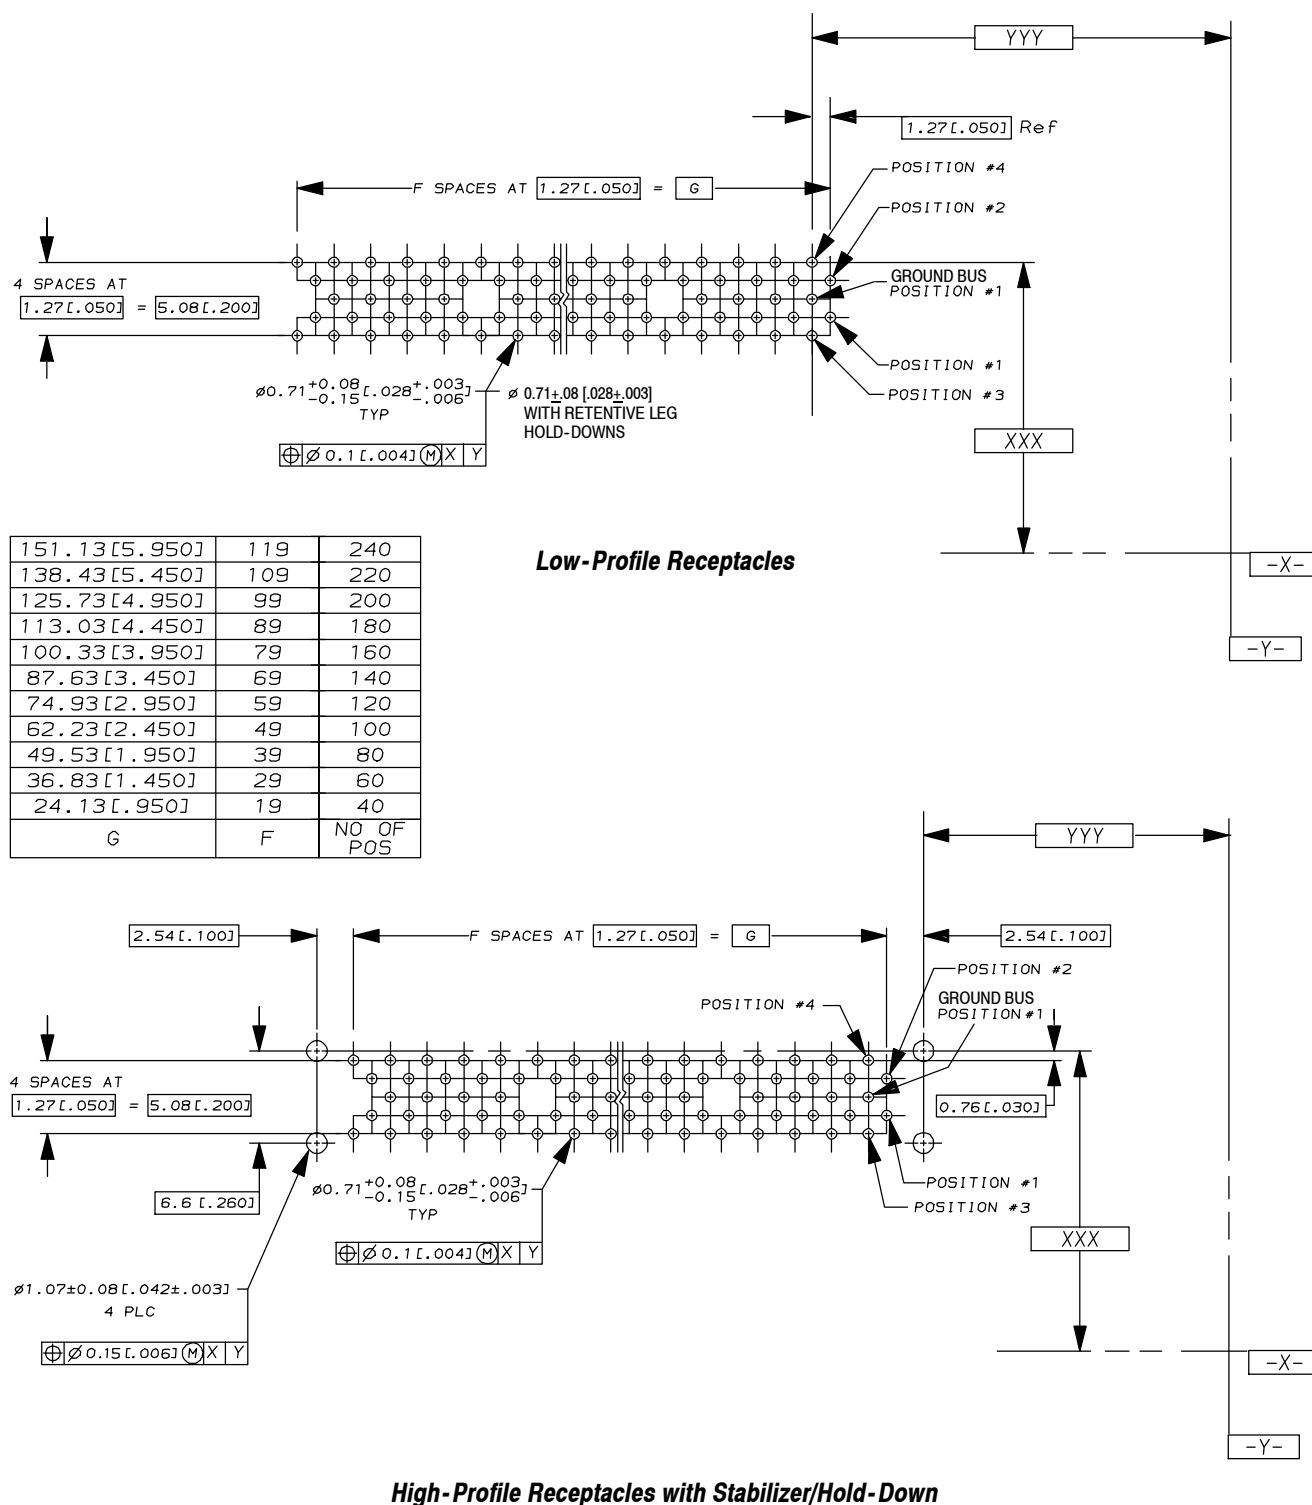 YYY
1.27[.050] Ref
POSITION #4
F SPACES AT 1.27[.050] = G
POSITION #2
GROUND BUS
POSITION #1
4 SPACES AT
1.27[.050] = 5.08[.200]
POSITION #1
POSITION #3
ø0.71+0.08-0.15[.028+.003-.006]
TYP
ø 0.71±.08 [.028±.003]
WITH RETENTIVE LEG
HOLD-DOWNS
⌖ ø 0.1[.004] Ⓜ X Y
XXX
Low-Profile Receptacles
-X-
-Y-
151.13[5.950] 119 240
138.43[5.450] 109 220
125.73[4.950] 99 200
113.03[4.450] 89 180
100.33[3.950] 79 160
87.63[3.450] 69 140
74.93[2.950] 59 120
62.23[2.450] 49 100
49.53[1.950] 39 80
36.83[1.450] 29 60
24.13[.950] 19 40
G F NO OF POS
YYY
2.54[.100]
F SPACES AT 1.27[.050] = G
2.54[.100]
POSITION #2
POSITION #4
GROUND BUS
POSITION #1
4 SPACES AT
1.27[.050] = 5.08[.200]
0.76[.030]
6.6[.260]
ø0.71+0.08-0.15[.028+.003-.006]
TYP
POSITION #1
POSITION #3
⌖ ø 0.1[.004] Ⓜ X Y
XXX
ø1.07±0.08[.042±.003]
4 PLC
⌖ ø 0.15[.006] Ⓜ X Y
-X-
-Y-
High-Profile Receptacles with Stabilizer/Hold-Down